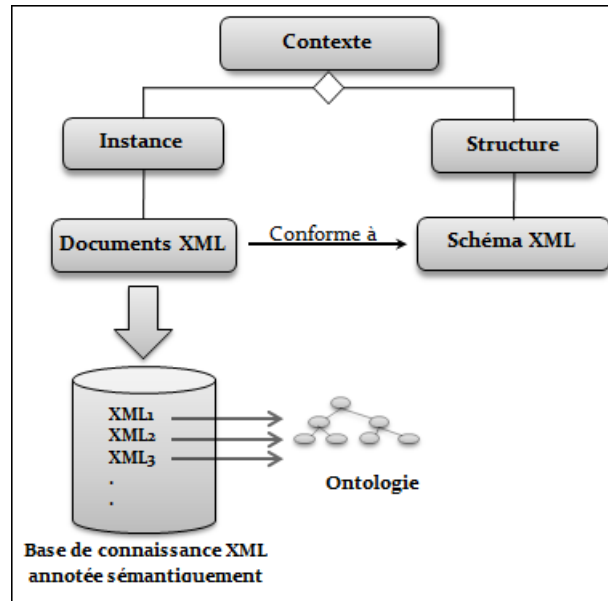 Contexte
Instance
Structure
Documents XML
Conforme à
Schéma XML
XML1
XML2
XML3
.
.
Ontologie
Base de connaissance XML
annotée sémantiquement